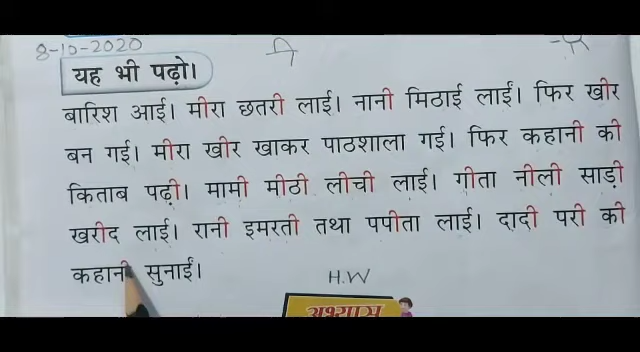 8-10-2020
यह भी पढ़ो।
बारिश आई। मीरा छतरी लाई। नानी मिठाई लाईं। फिर खीर
बन गई। मीरा खीर खाकर पाठशाला गई। फिर कहानी की
किताब पढ़ी। मामी मीठी लीची लाई। गीता नीली साड़ी
खरीद लाई। रानी इमरती तथा पपीता लाई। दादी परी की
कहानी सुनाईं।
H.W
अभ्यास